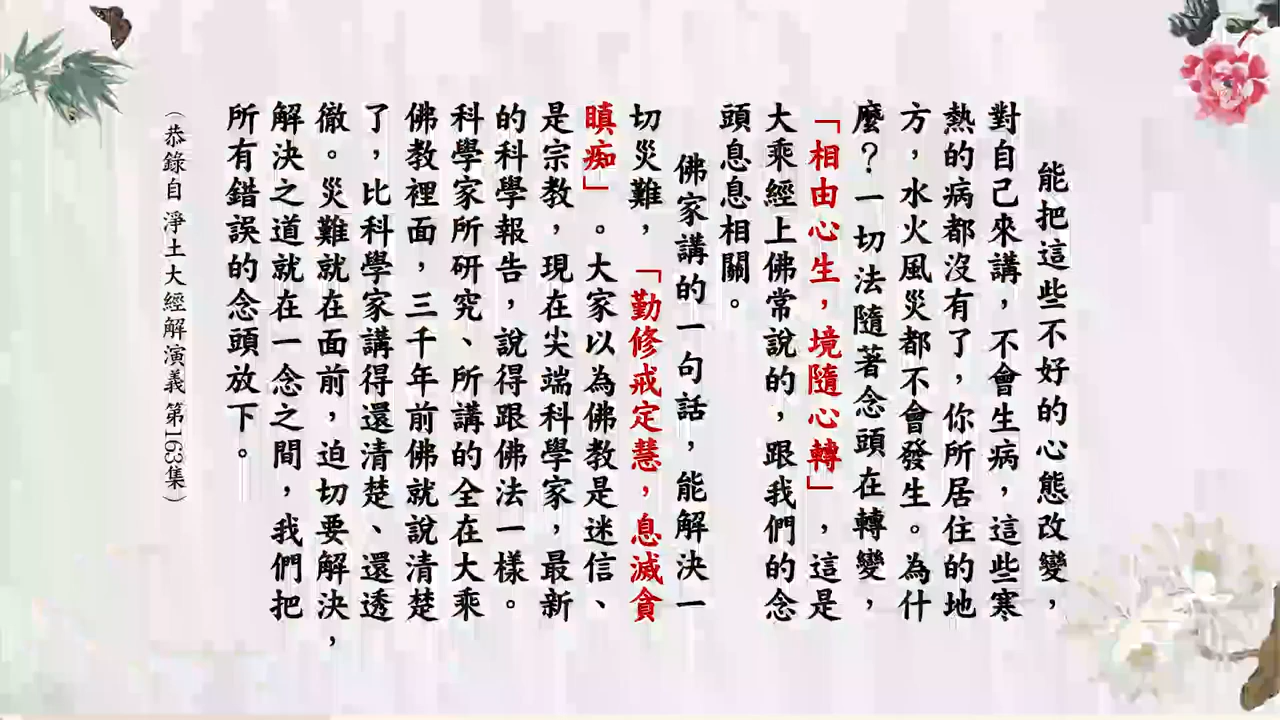 能把這些不好的心態改變，
對自己來講，不會生病，這些寒
熱的病都沒有了，你所居住的地
方，水火風災都不會發生。為什
麼？一切法隨著念頭在轉變，
「相由心生，境隨心轉」，這是
大乘經上佛常說的，跟我們的念
頭息息相關。
佛家講的一句話，能解決一
切災難，「勤修戒定慧，息滅貪
瞋痴」。大家以為佛教是迷信、
是宗教，現在尖端科學家，最新
的科學報告，說得跟佛法一樣。
科學家所研究、所講的全在大乘
佛教裡面，三千年前佛就說清楚
了，比科學家講得還清楚、還透
徹。災難就在面前，迫切要解決，
解決之道就在一念之間，我們把
所有錯誤的念頭放下。
（恭錄自 淨土大經解演義 第163集）